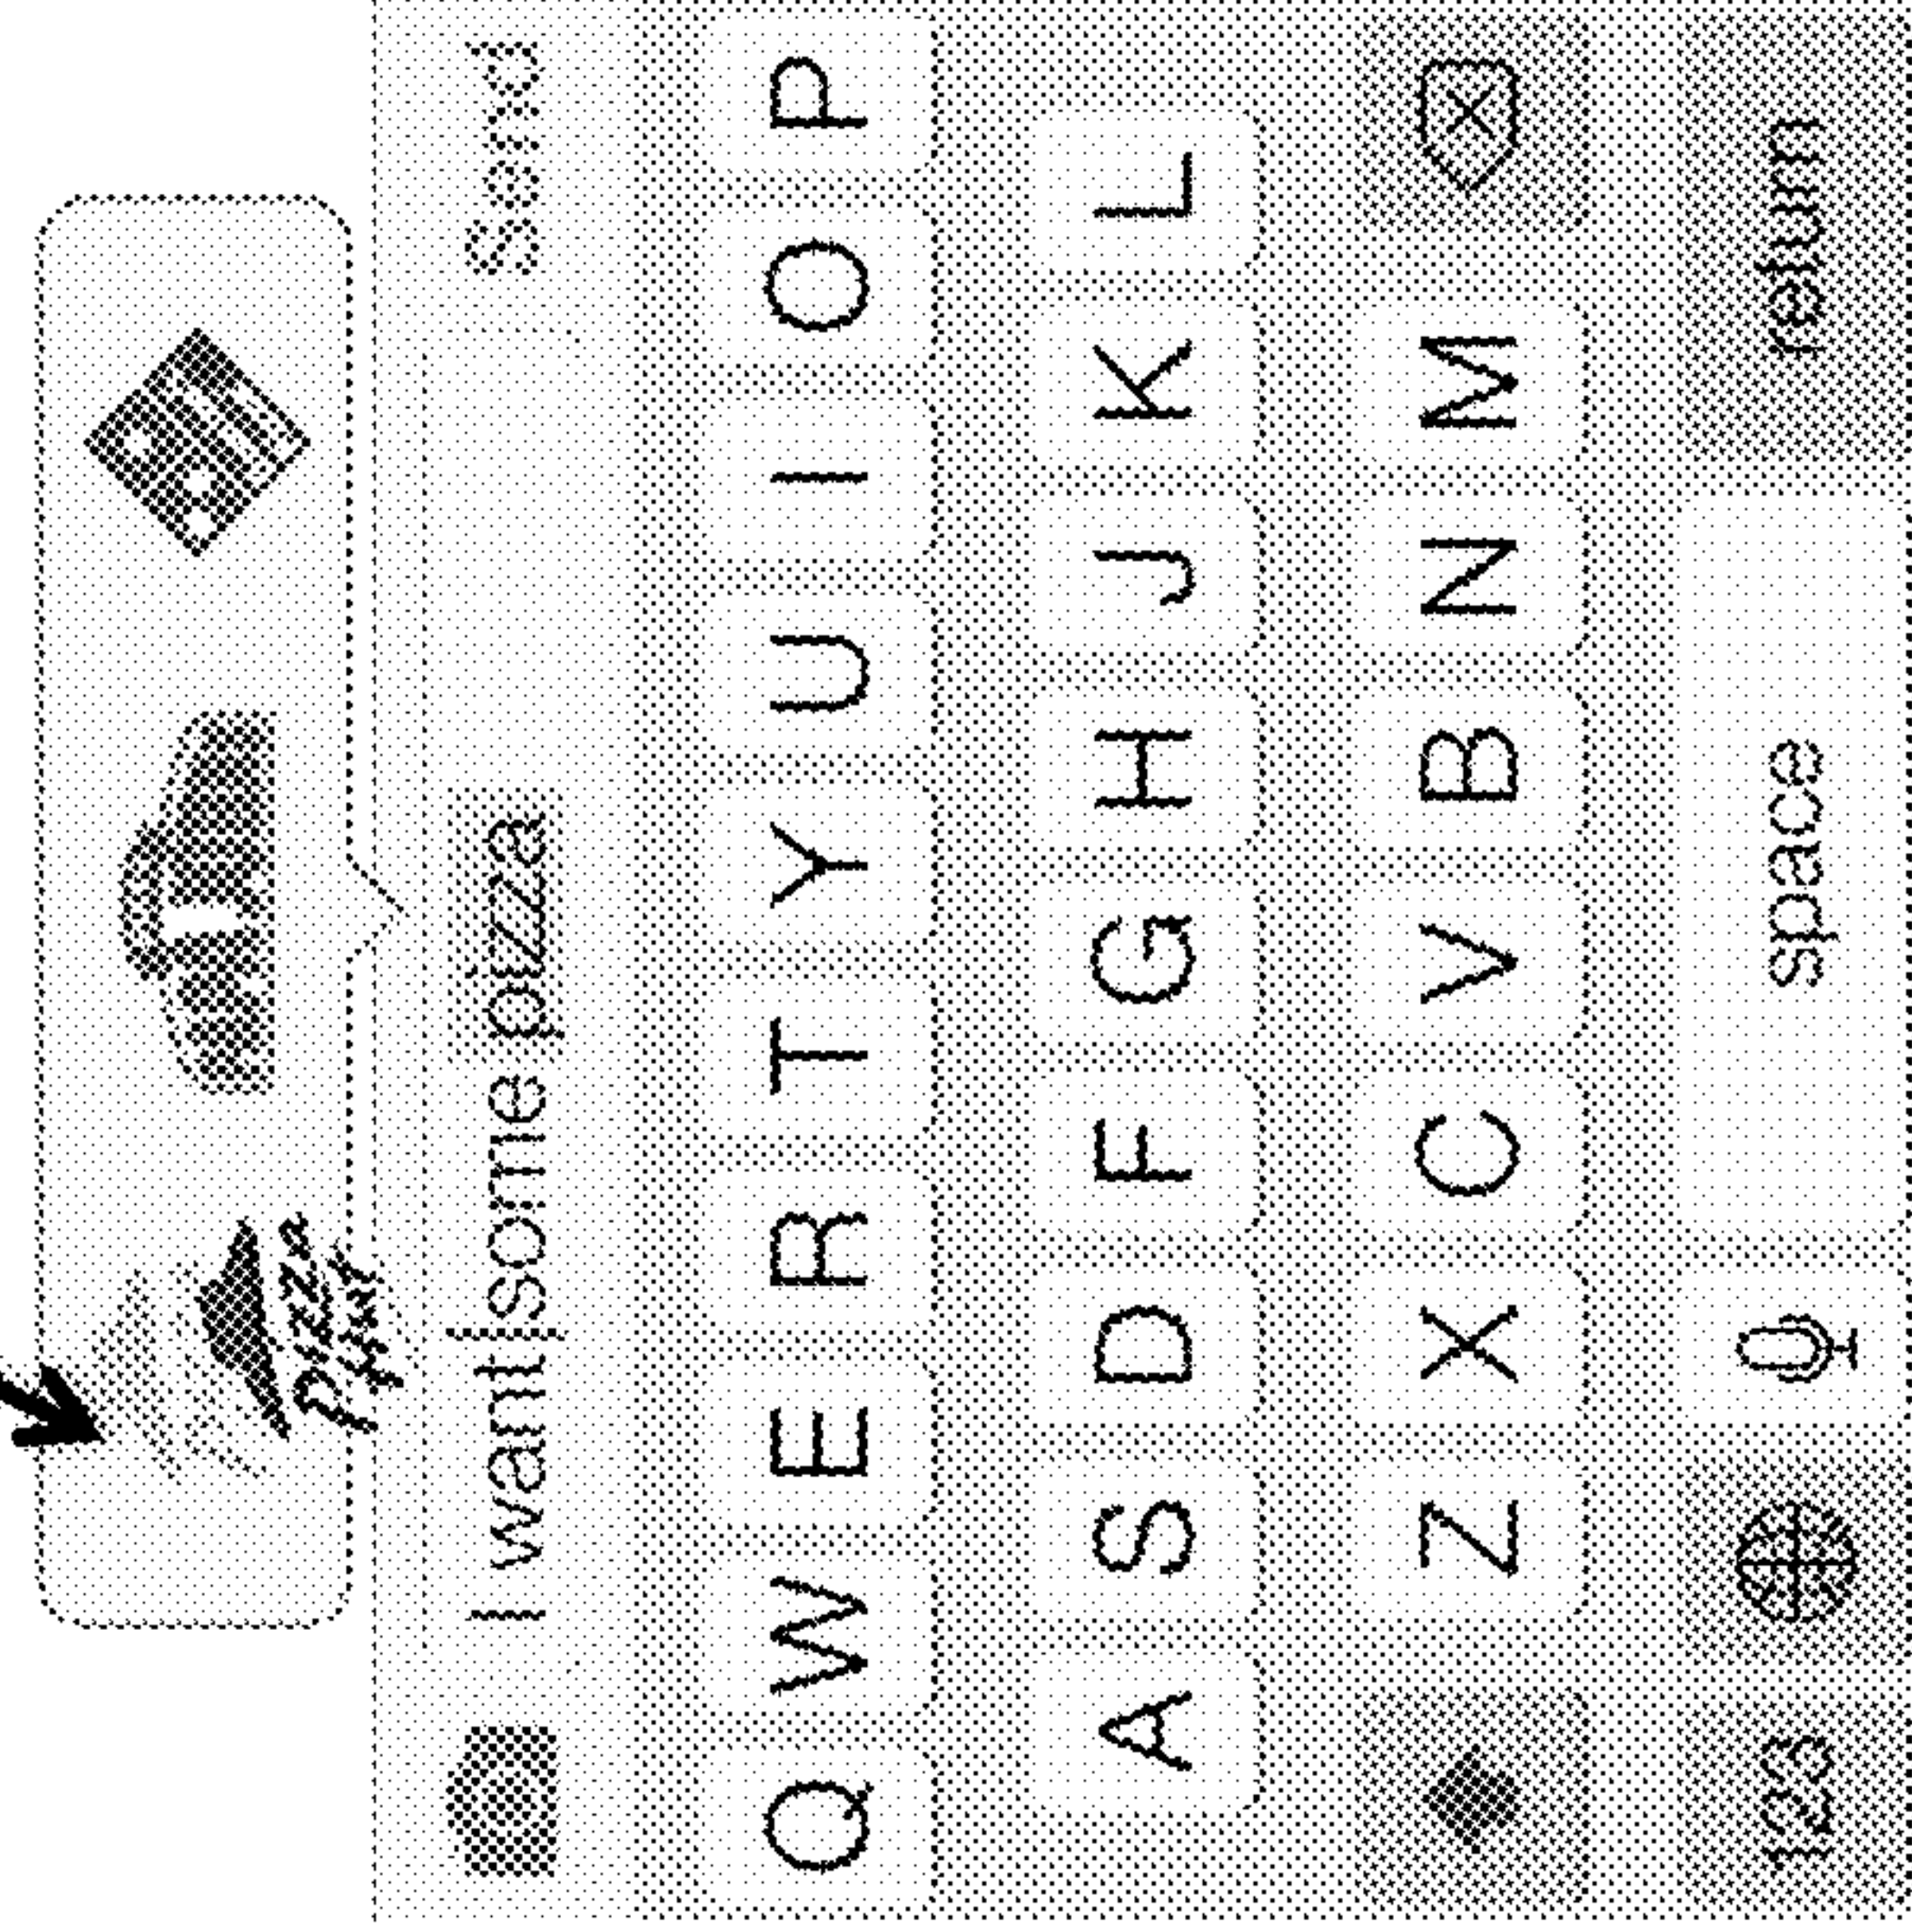 Pizza
Hut
I want some pizza Send
Q W E R T Y U I O P
A S D F G H J K L
Z X C V B N M
123 space return